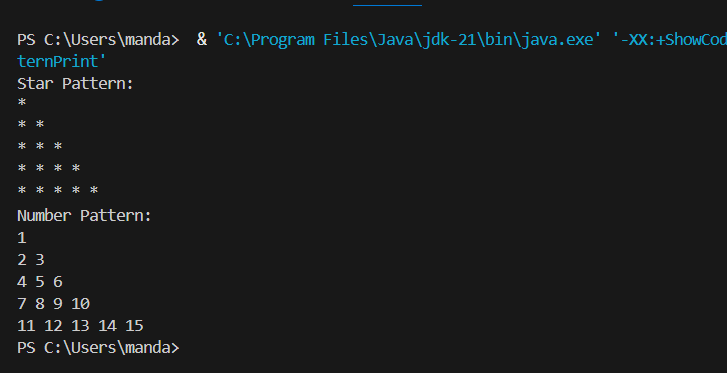 PS C:\Users\manda>  & 'C:\Program Files\Java\jdk-21\bin\java.exe' '-XX:+ShowCod
ternPrint'
Star Pattern:
*
* *
* * *
* * * *
* * * * *
Number Pattern:
1
2 3
4 5 6
7 8 9 10
11 12 13 14 15
PS C:\Users\manda>